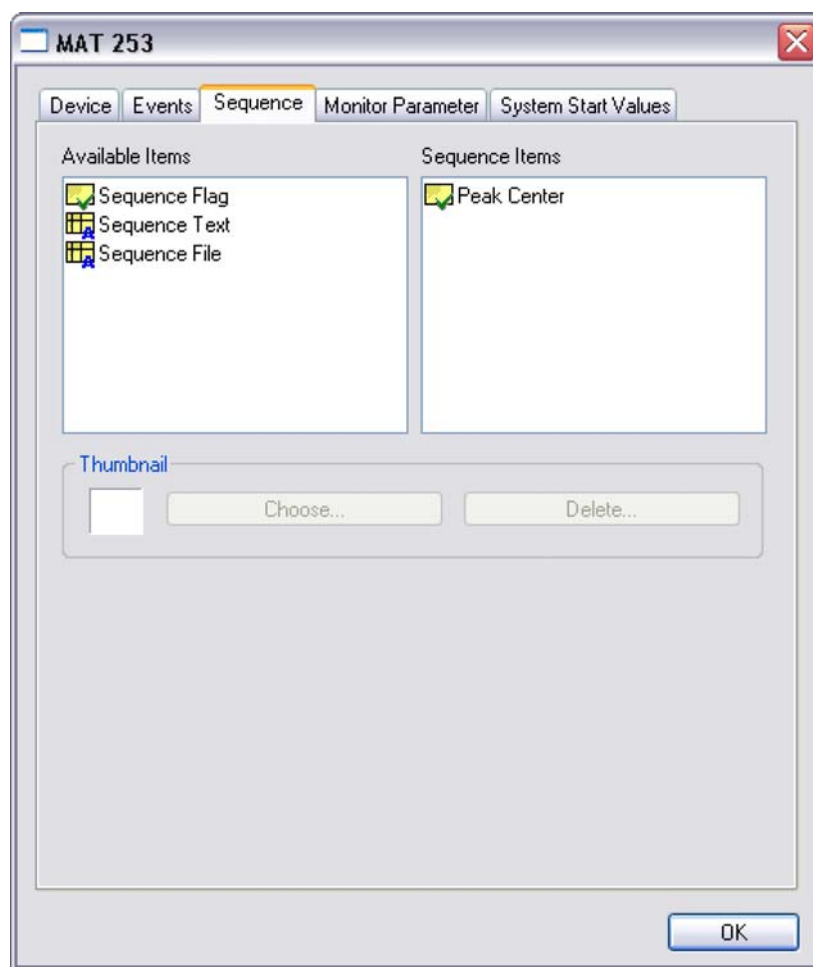 MAT 253
Device Events Sequence Monitor Parameter System Start Values
Available Items Sequence Items
Sequence Flag
Sequence Text
Sequence File
Peak Center
Thumbnail
Choose... Delete...
OK